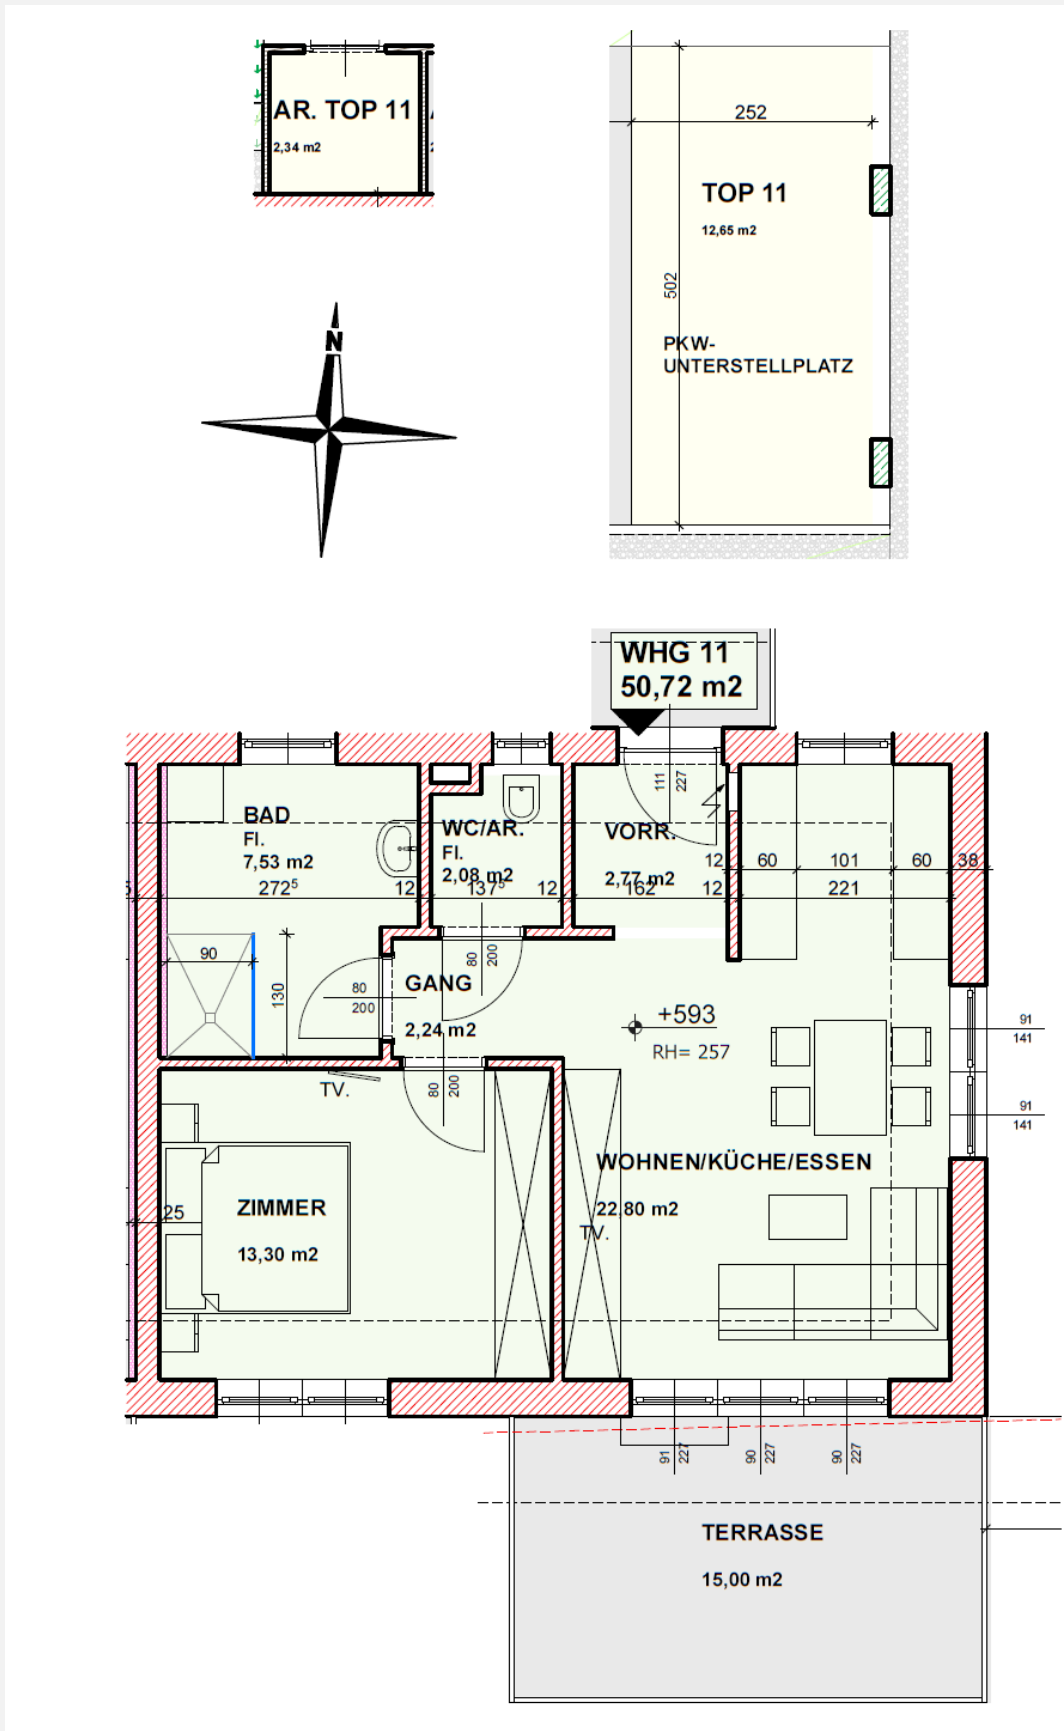 AR. TOP 11
2,34 m2
252
TOP 11
12,65 m2
502
PKW-
UNTERSTELLPLATZ
N
WHG 11
50,72 m2
111
227
BAD
Fl.
7,53 m2
272⁵
12
WC/AR.
Fl.
2,08 m2
137⁵
12
VORR.
2,77 m2
162
12
12
60
101
60
38
221
90
130
80
200
80
200
GANG
2,24 m2
80
200
+593
RH= 257
91
141
91
141
TV.
WOHNEN/KÜCHE/ESSEN
22,80 m2
TV.
25
ZIMMER
13,30 m2
91
227
90
227
90
227
TERRASSE
15,00 m2